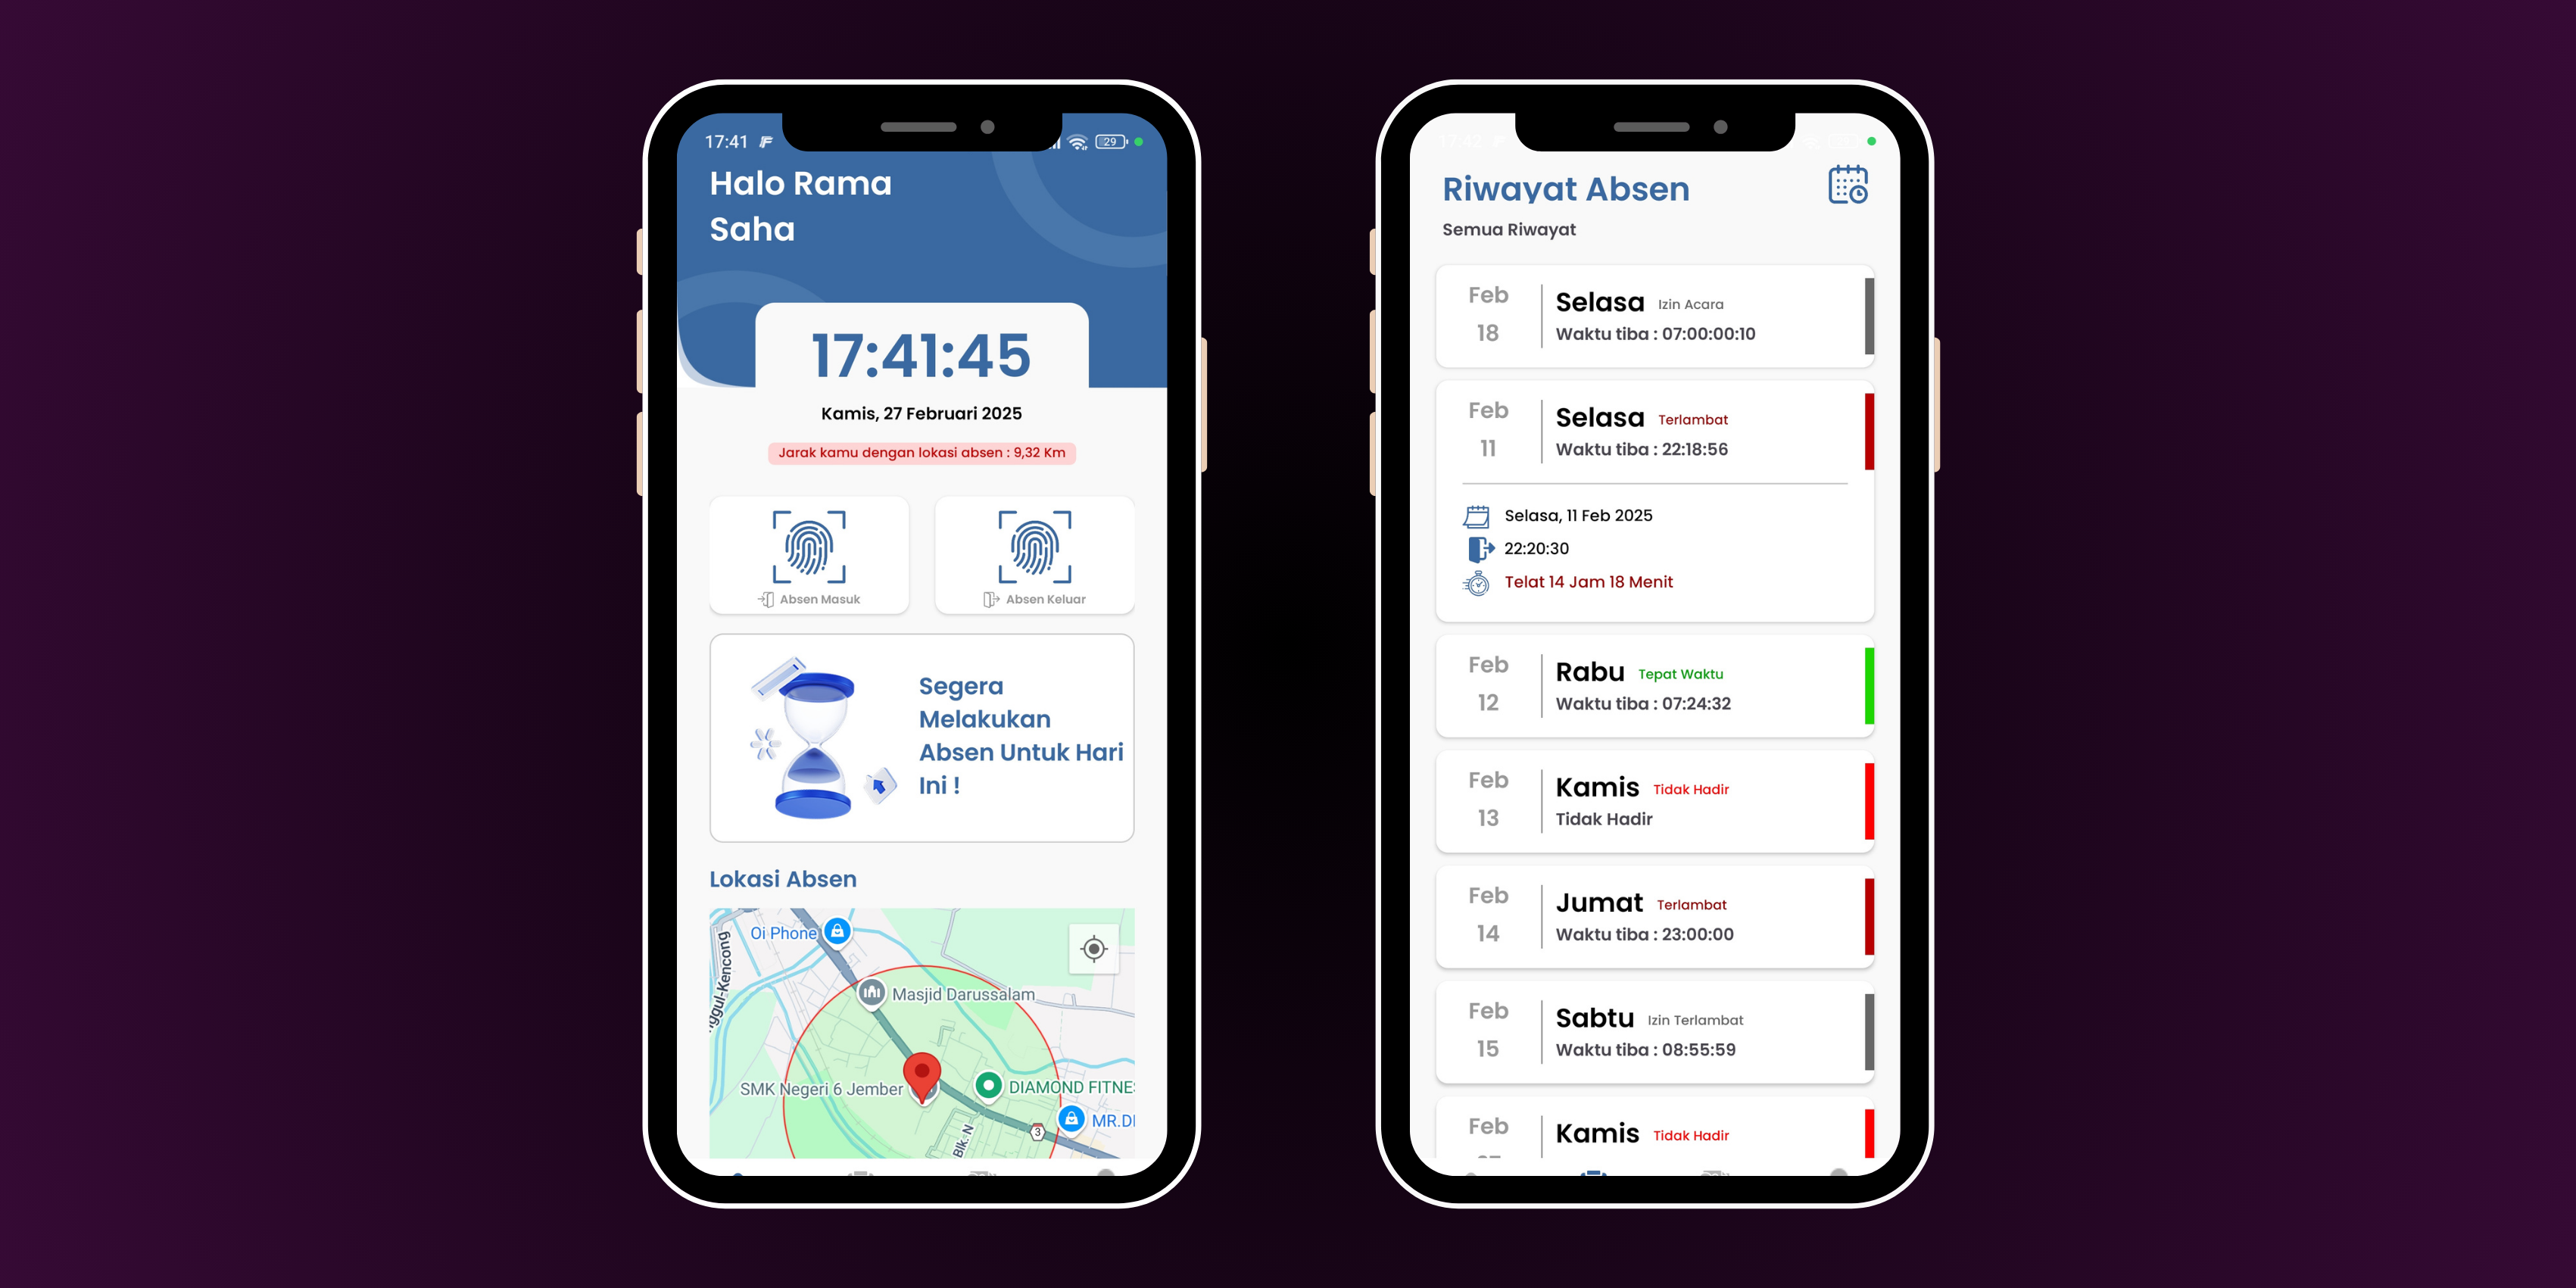 17:41
29
Halo Rama
Saha
17:41:45
Kamis, 27 Februari 2025
Jarak kamu dengan lokasi absen : 9,32 Km
Absen Masuk
Absen Keluar
Segera
Melakukan
Absen Untuk Hari
Ini !
Lokasi Absen
Oi Phone
nggul-Kencong
Masjid Darussalam
SMK Negeri 6 Jember
DIAMOND FITNE
MR.D
3
Blk. N
17:42
Riwayat Absen
Semua Riwayat
Feb
18
Selasa Izin Acara
Waktu tiba : 07:00:00:10
Feb
11
Selasa Terlambat
Waktu tiba : 22:18:56
Selasa, 11 Feb 2025
22:20:30
Telat 14 Jam 18 Menit
Feb
12
Rabu Tepat Waktu
Waktu tiba : 07:24:32
Feb
13
Kamis Tidak Hadir
Tidak Hadir
Feb
14
Jumat Terlambat
Waktu tiba : 23:00:00
Feb
15
Sabtu Izin Terlambat
Waktu tiba : 08:55:59
Feb
Kamis Tidak Hadir